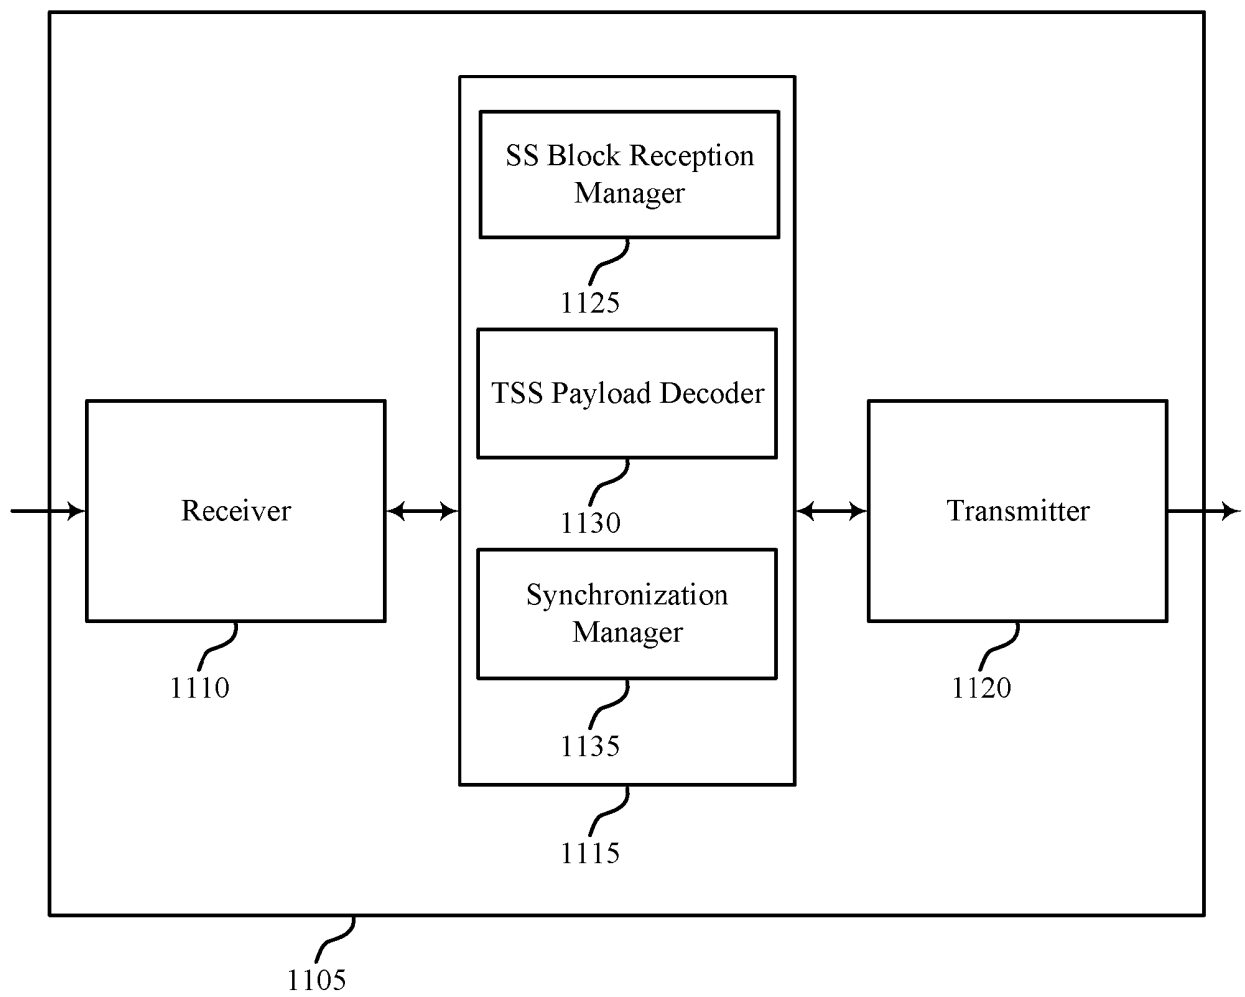 SS Block Reception
Manager
1125
TSS Payload Decoder
1130
Receiver
1110
Synchronization
Manager
1135
Transmitter
1120
1115
1105